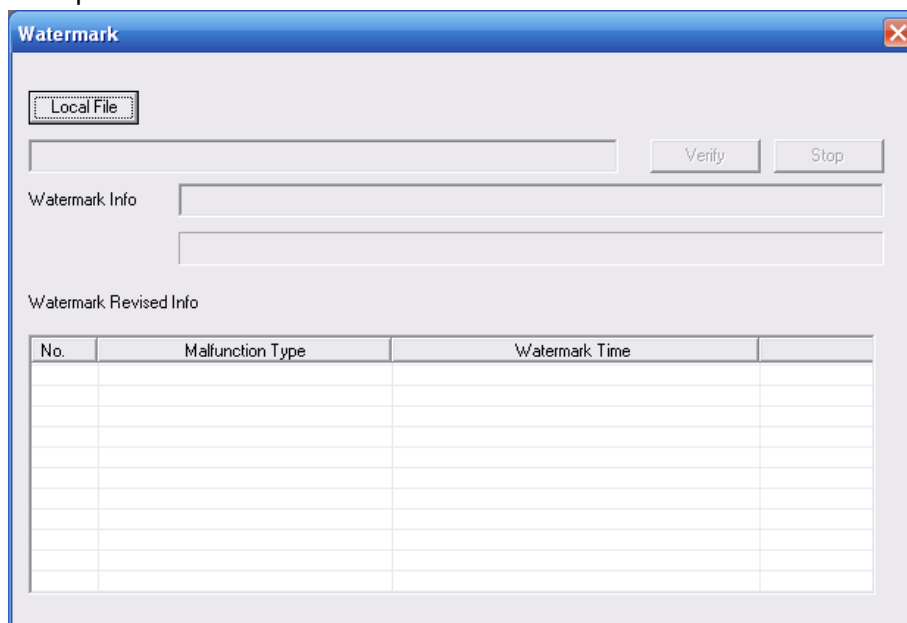 Watermark
Local File
Verify Stop
Watermark Info
Watermark Revised Info
No. Malfunction Type Watermark Time